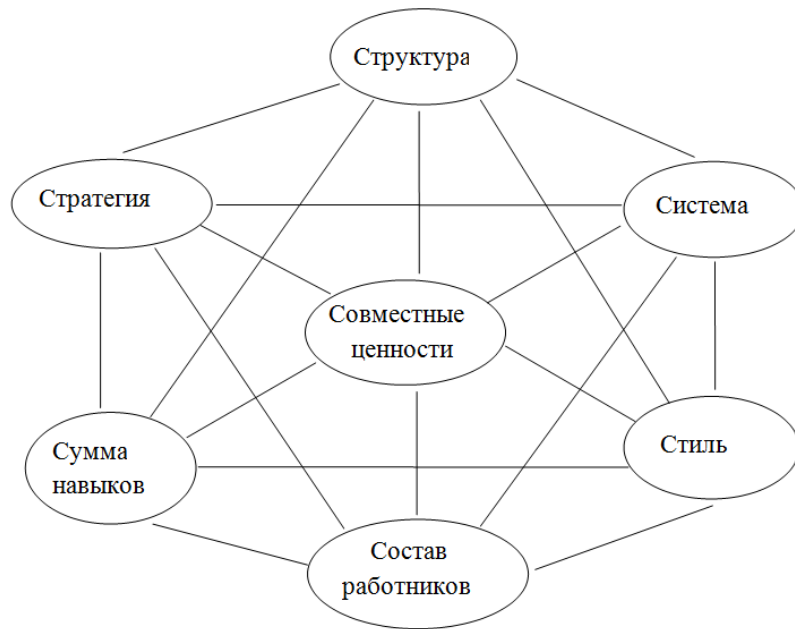 Структура
Стратегия
Система
Совместные
ценности
Сумма
навыков
Стиль
Состав
работников